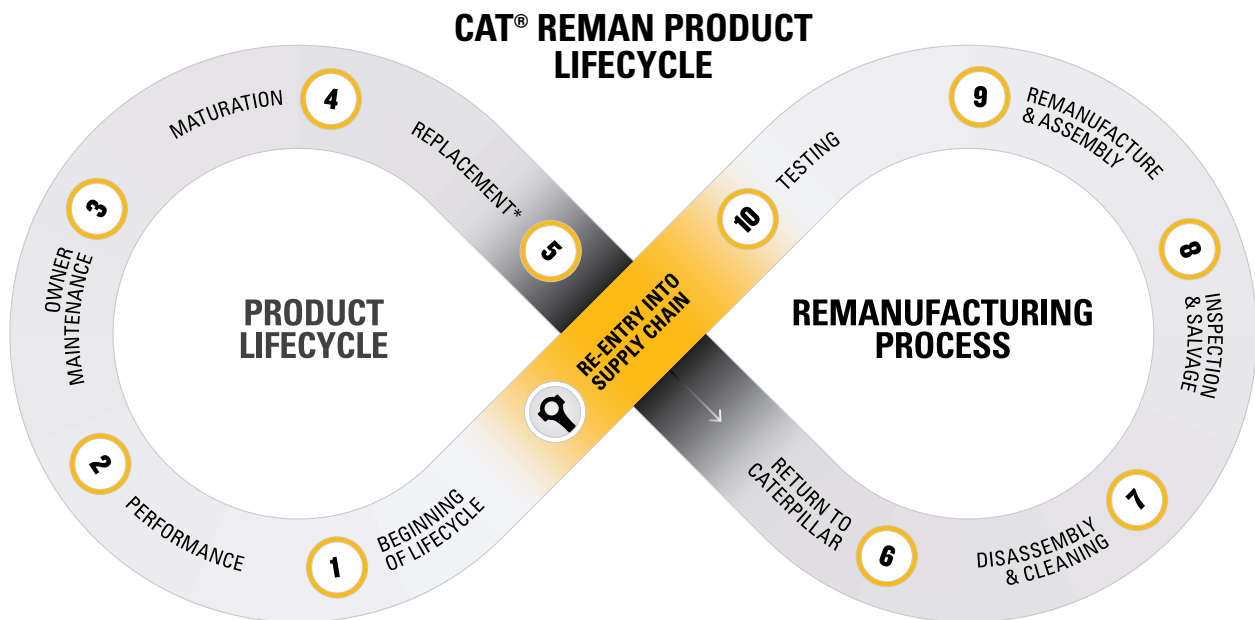 CAT® REMAN PRODUCT
LIFECYCLE
PRODUCT
LIFECYCLE
1
BEGINNING
OF LIFECYCLE
2
PERFORMANCE
3
OWNER
MAINTENANCE
4
MATURATION
5
REPLACEMENT*
REMANUFACTURING
PROCESS
6
RETURN TO
CATERPILLAR
7
DISASSEMBLY
& CLEANING
8
INSPECTION
& SALVAGE
9
REMANUFACTURE
& ASSEMBLY
10
TESTING
RE-ENTRY INTO
SUPPLY CHAIN